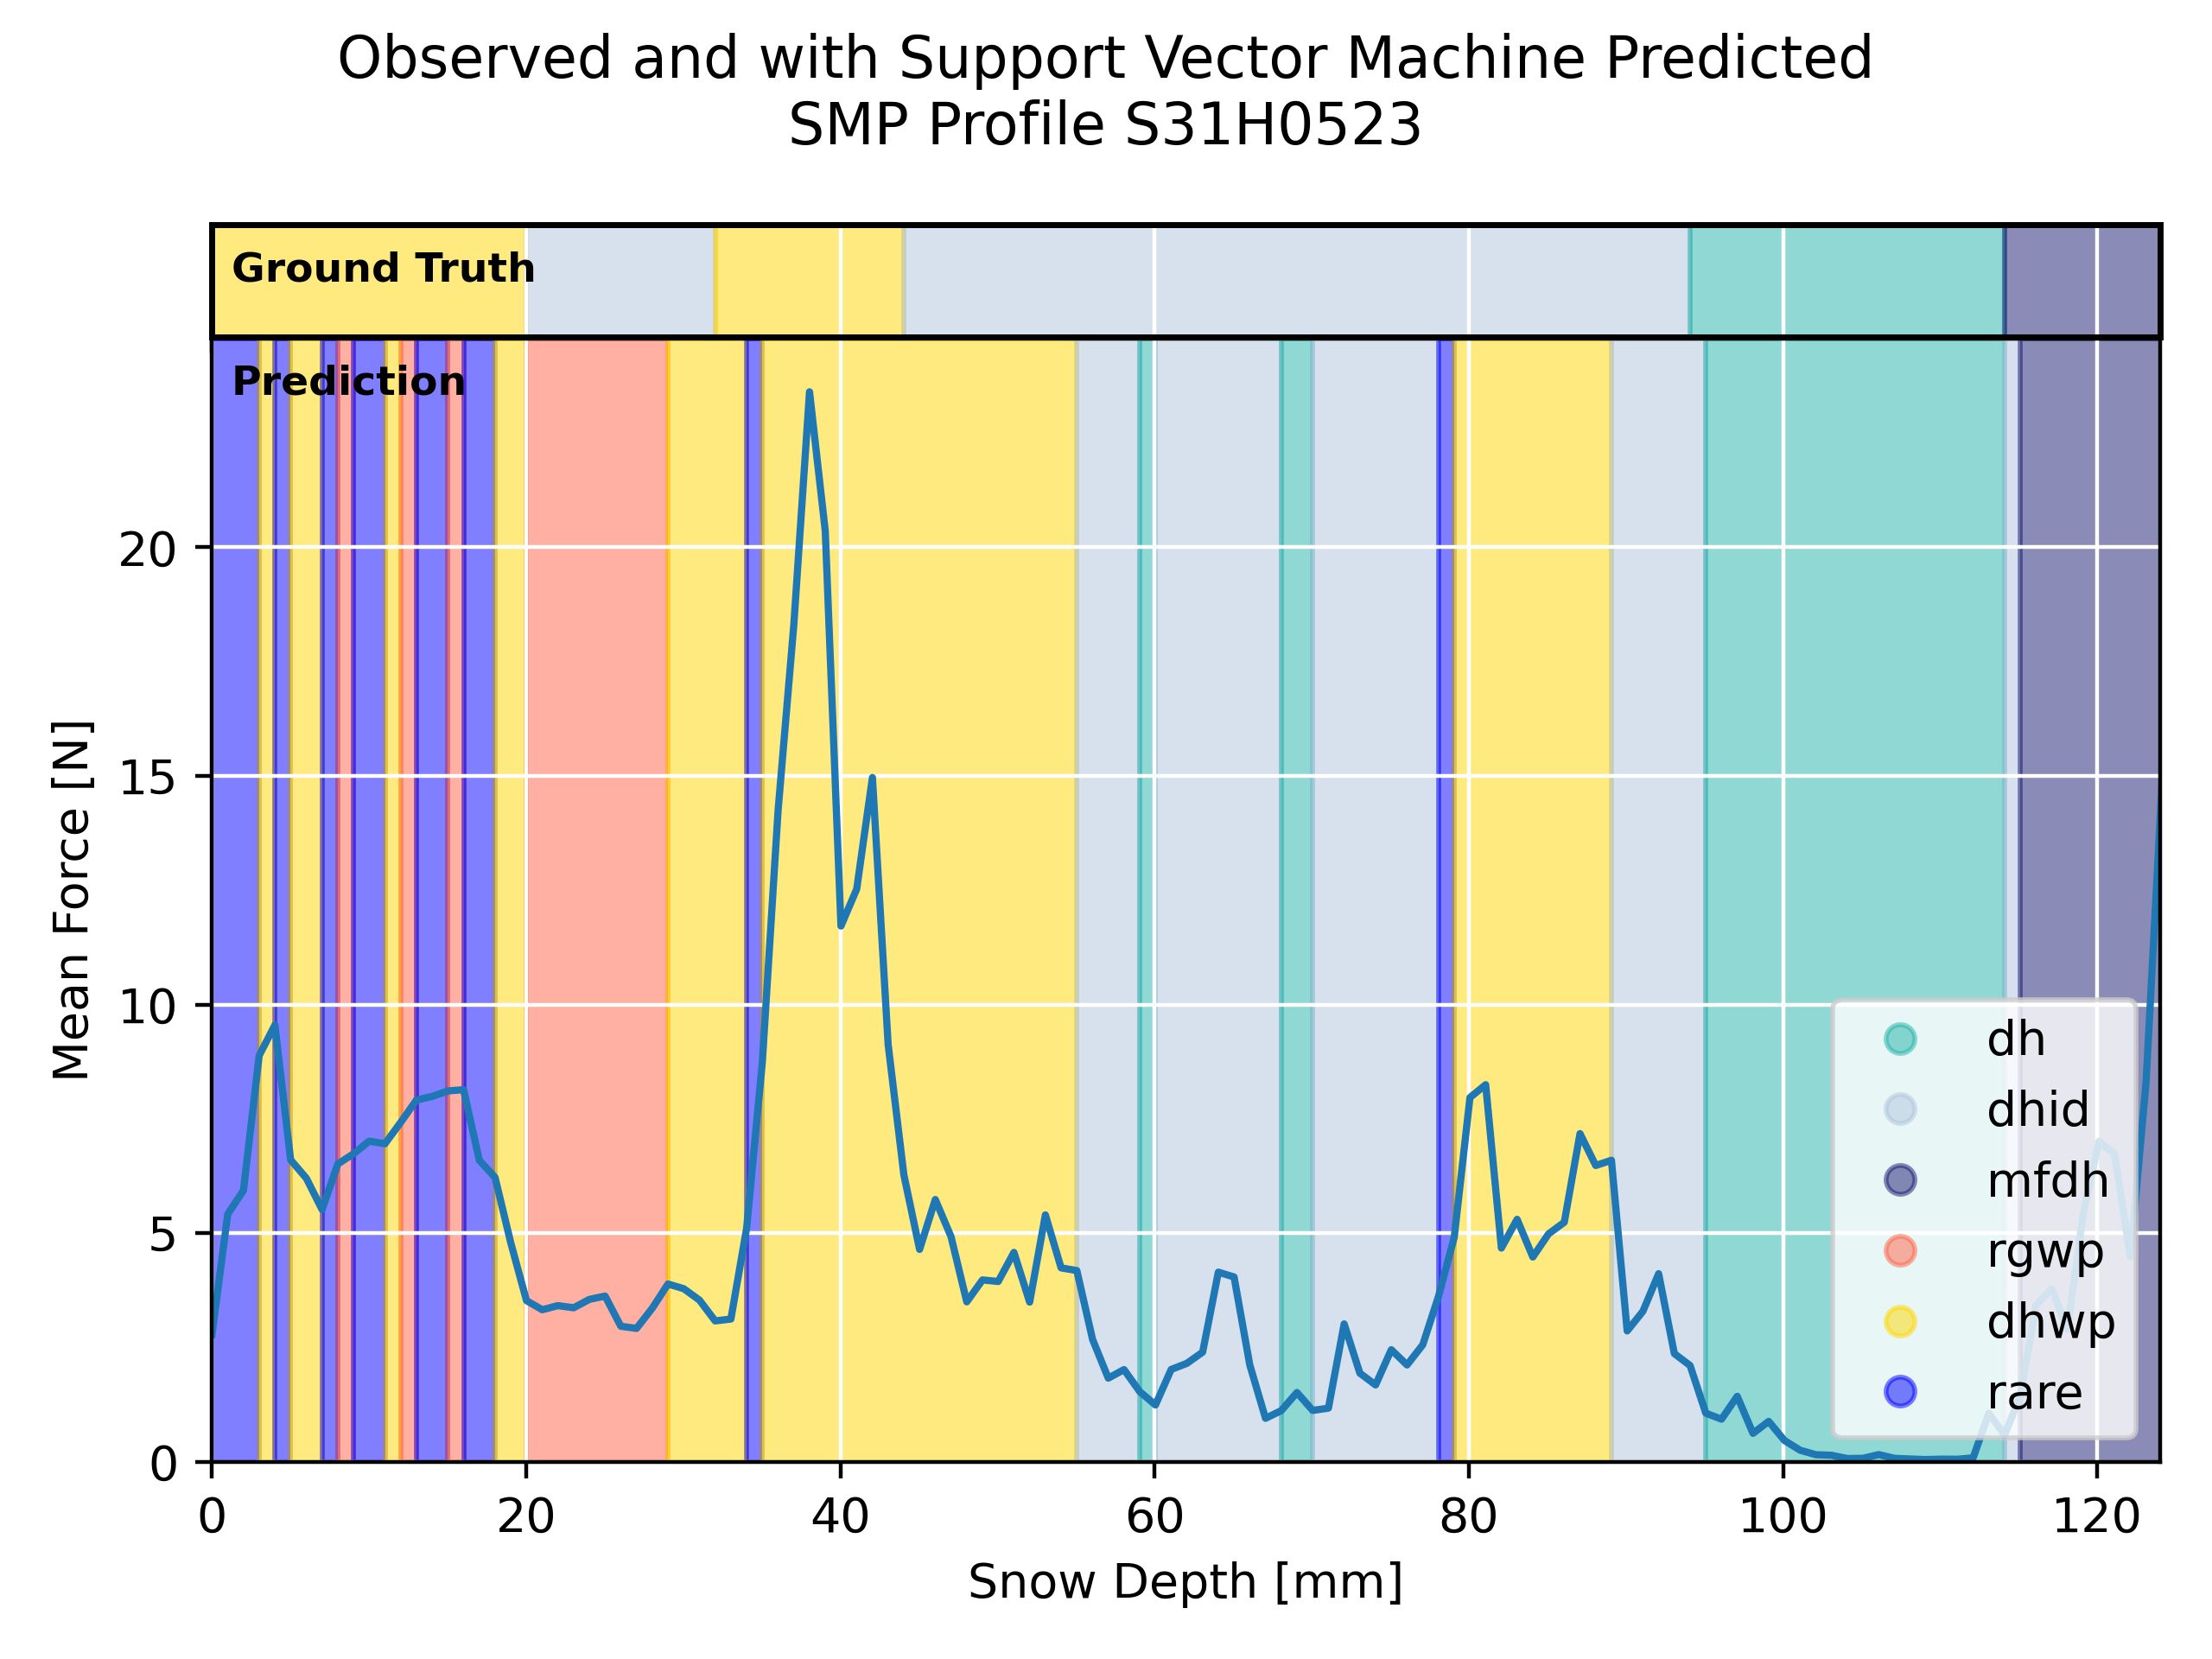 Observed and with Support Vector Machine Predicted
SMP Profile S31H0523
Ground Truth
Prediction
Mean Force [N]
20
15
10
5
0
dh
dhid
mfdh
rgwp
dhwp
rare
0 20 40 60 80 100 120
Snow Depth [mm]